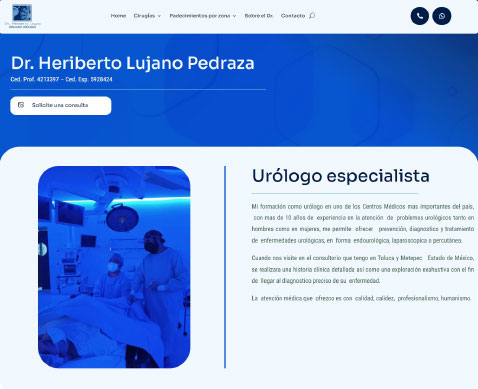 Dr. Heriberto Lujano
Home Cirugías Padecimientos por zona Sobre el Dr. Contacto
Dr. Heriberto Lujano Pedraza
Ced. Prof. 4213397 – Ced. Esp. 5928424
Solicite una consulta
Urólogo especialista
Mi formación como urólogo en uno de los Centros Médicos mas importantes del país,
con mas de 10 años de experiencia en la atención de problemas urológicos tanto en
hombres como en mujeres, me permite ofrecer prevención, diagnostico y tratamiento
de enfermedades urológicas, en forma endourológica, laparoscopica o percutánea.
Cuando nos visite en el consultorio que tengo en Toluca y Metepec Estado de México,
se realizara una historia clínica detallada así como una exploración exahustiva con el fin
de llegar al diagnostico preciso de su enfermedad.
La atención médica que ofrezco es con calidad, calidez, profesionalismo, humanismo.